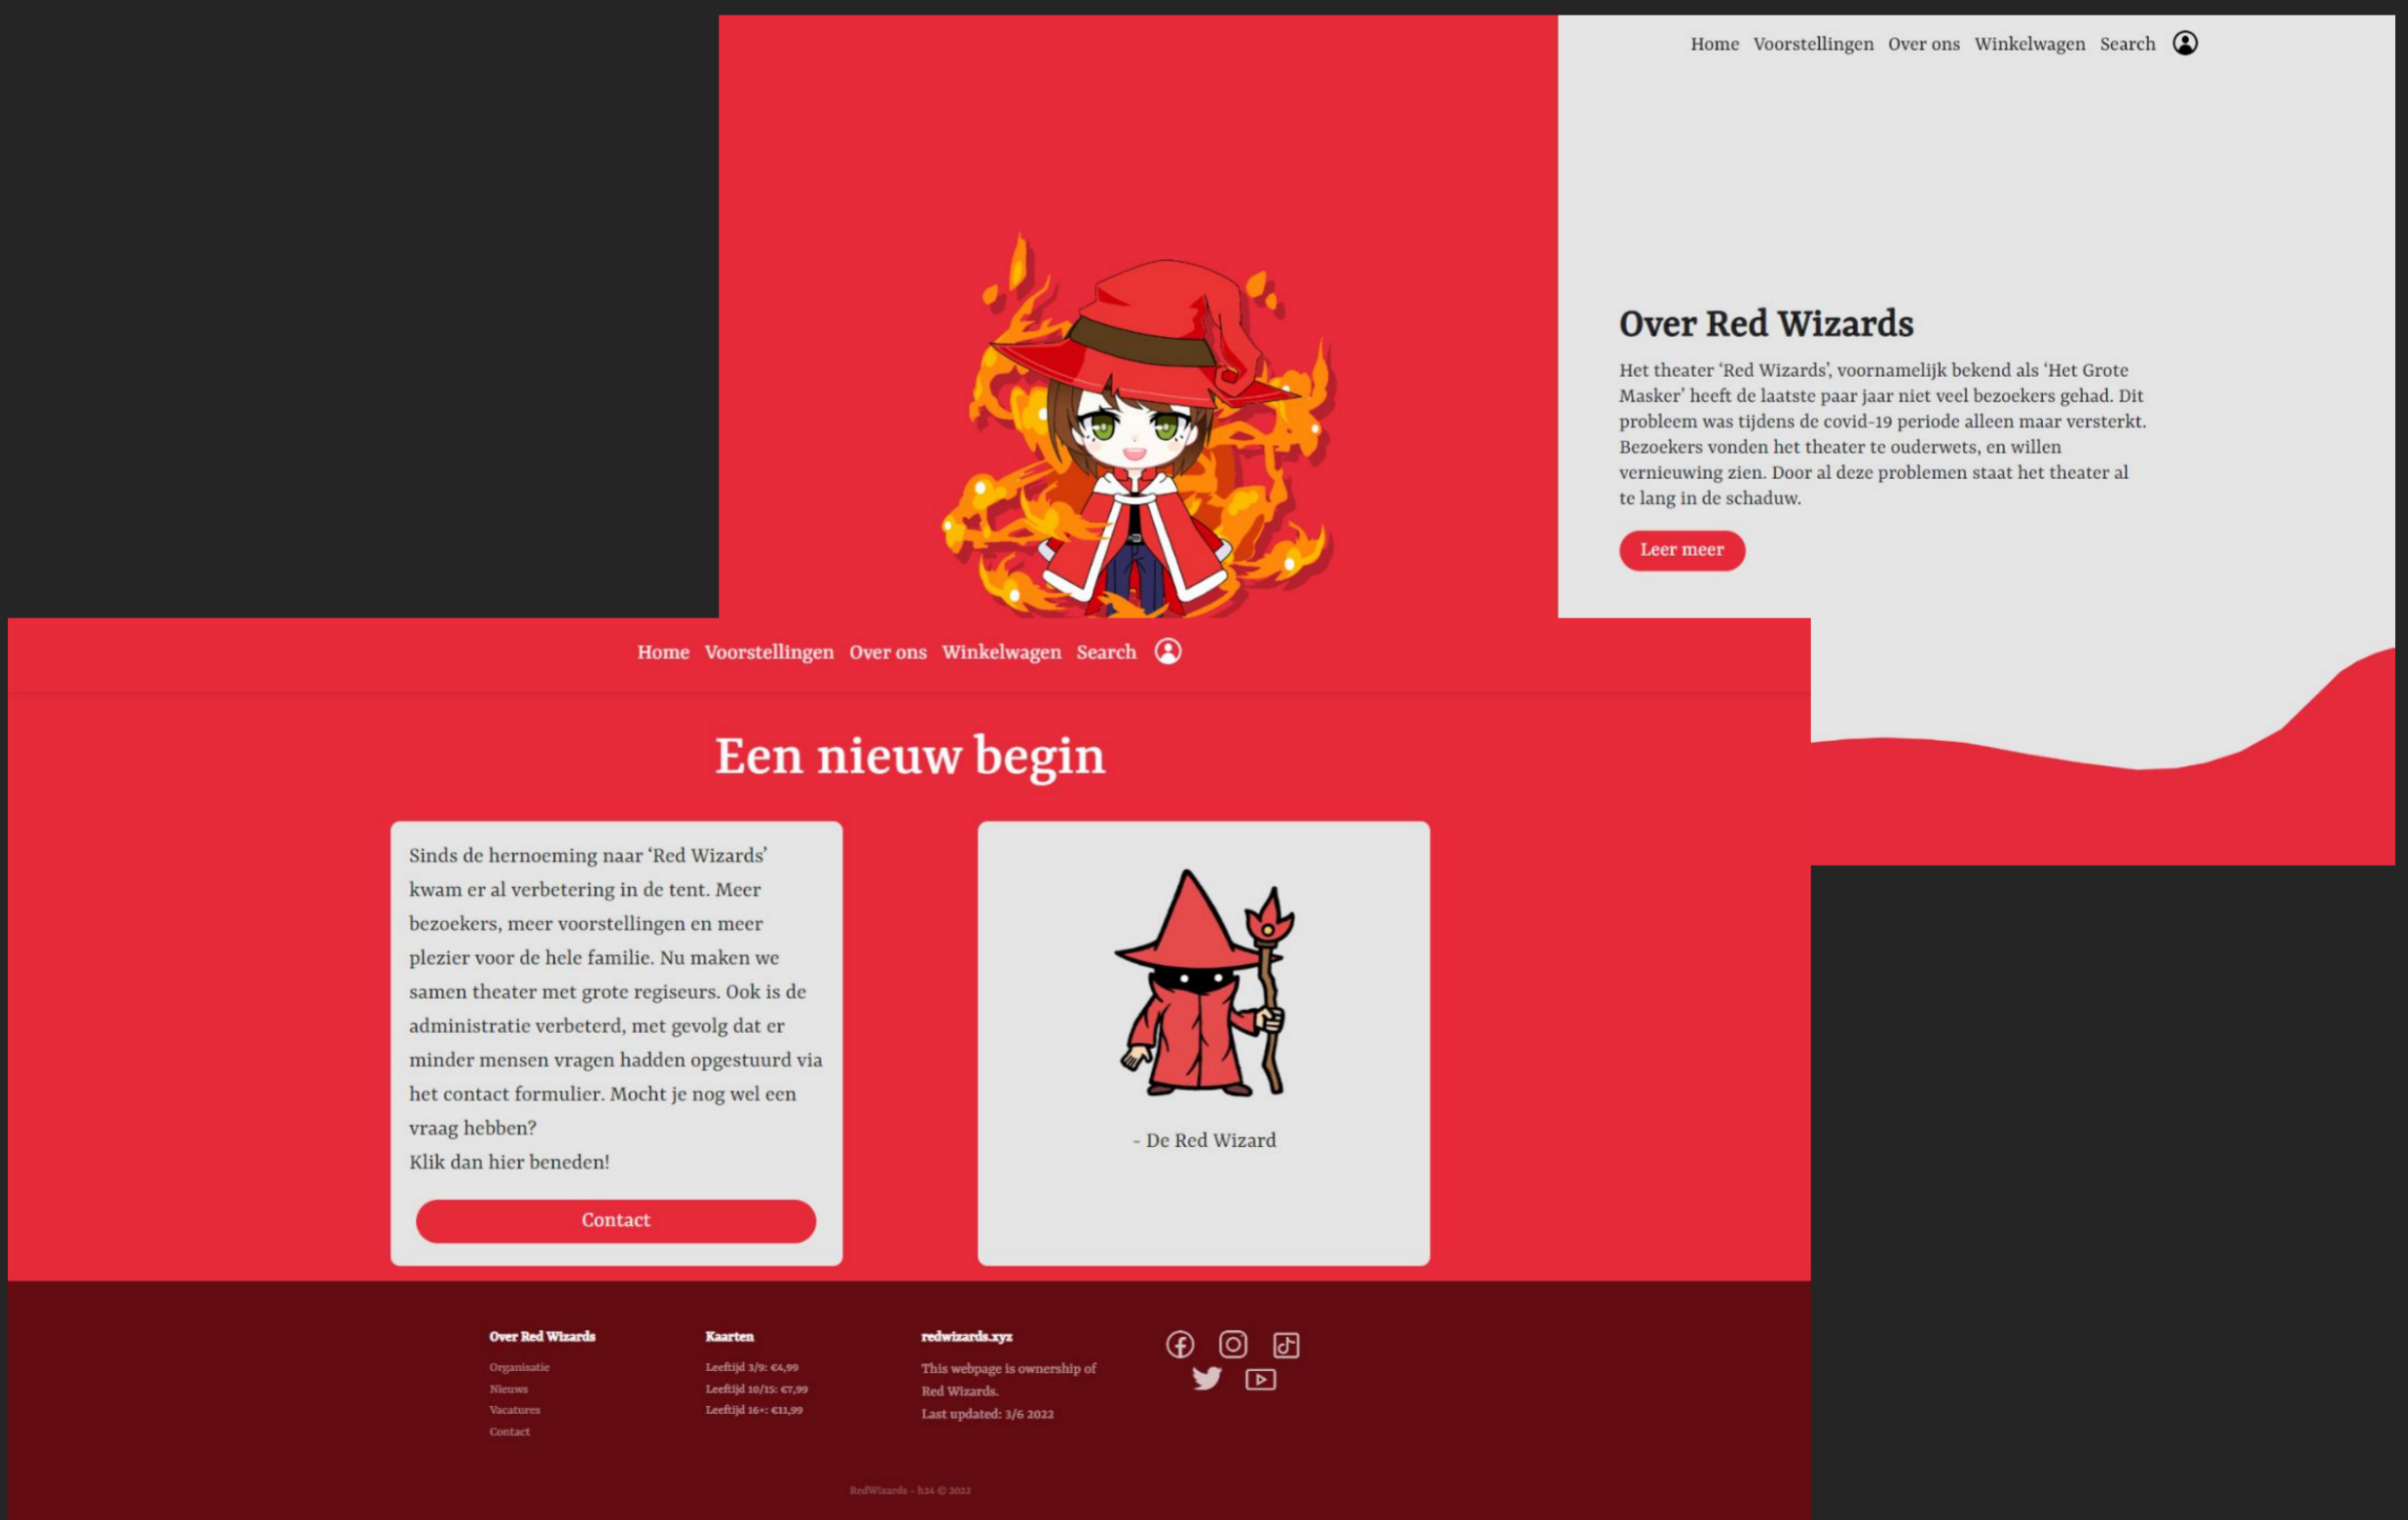 Home Voorstellingen Over ons Winkelwagen Search
Over Red Wizards
Het theater ‘Red Wizards’, voornamelijk bekend als ‘Het Grote
Masker’ heeft de laatste paar jaar niet veel bezoekers gehad. Dit
probleem was tijdens de covid-19 periode alleen maar versterkt.
Bezoekers vonden het theater te ouderwets, en willen
vernieuwing zien. Door al deze problemen staat het theater al
te lang in de schaduw.
Leer meer
Home Voorstellingen Over ons Winkelwagen Search
Een nieuw begin
Sinds de hernoeming naar ‘Red Wizards’
kwam er al verbetering in de tent. Meer
bezoekers, meer voorstellingen en meer
plezier voor de hele familie. Nu maken we
samen theater met grote regiseurs. Ook is de
administratie verbeterd, met gevolg dat er
minder mensen vragen hadden opgestuurd via
het contact formulier. Mocht je nog wel een
vraag hebben?
Klik dan hier beneden!
Contact
- De Red Wizard
Over Red Wizards
Organisatie
Nieuws
Vacatures
Contact
Kaarten
Leeftijd 3/9: €4,99
Leeftijd 10/15: €7,99
Leeftijd 16+: €11,99
redwizards.xyz
This webpage is ownership of
Red Wizards.
Last updated: 3/6 2022
RedWizards - h24 © 2022